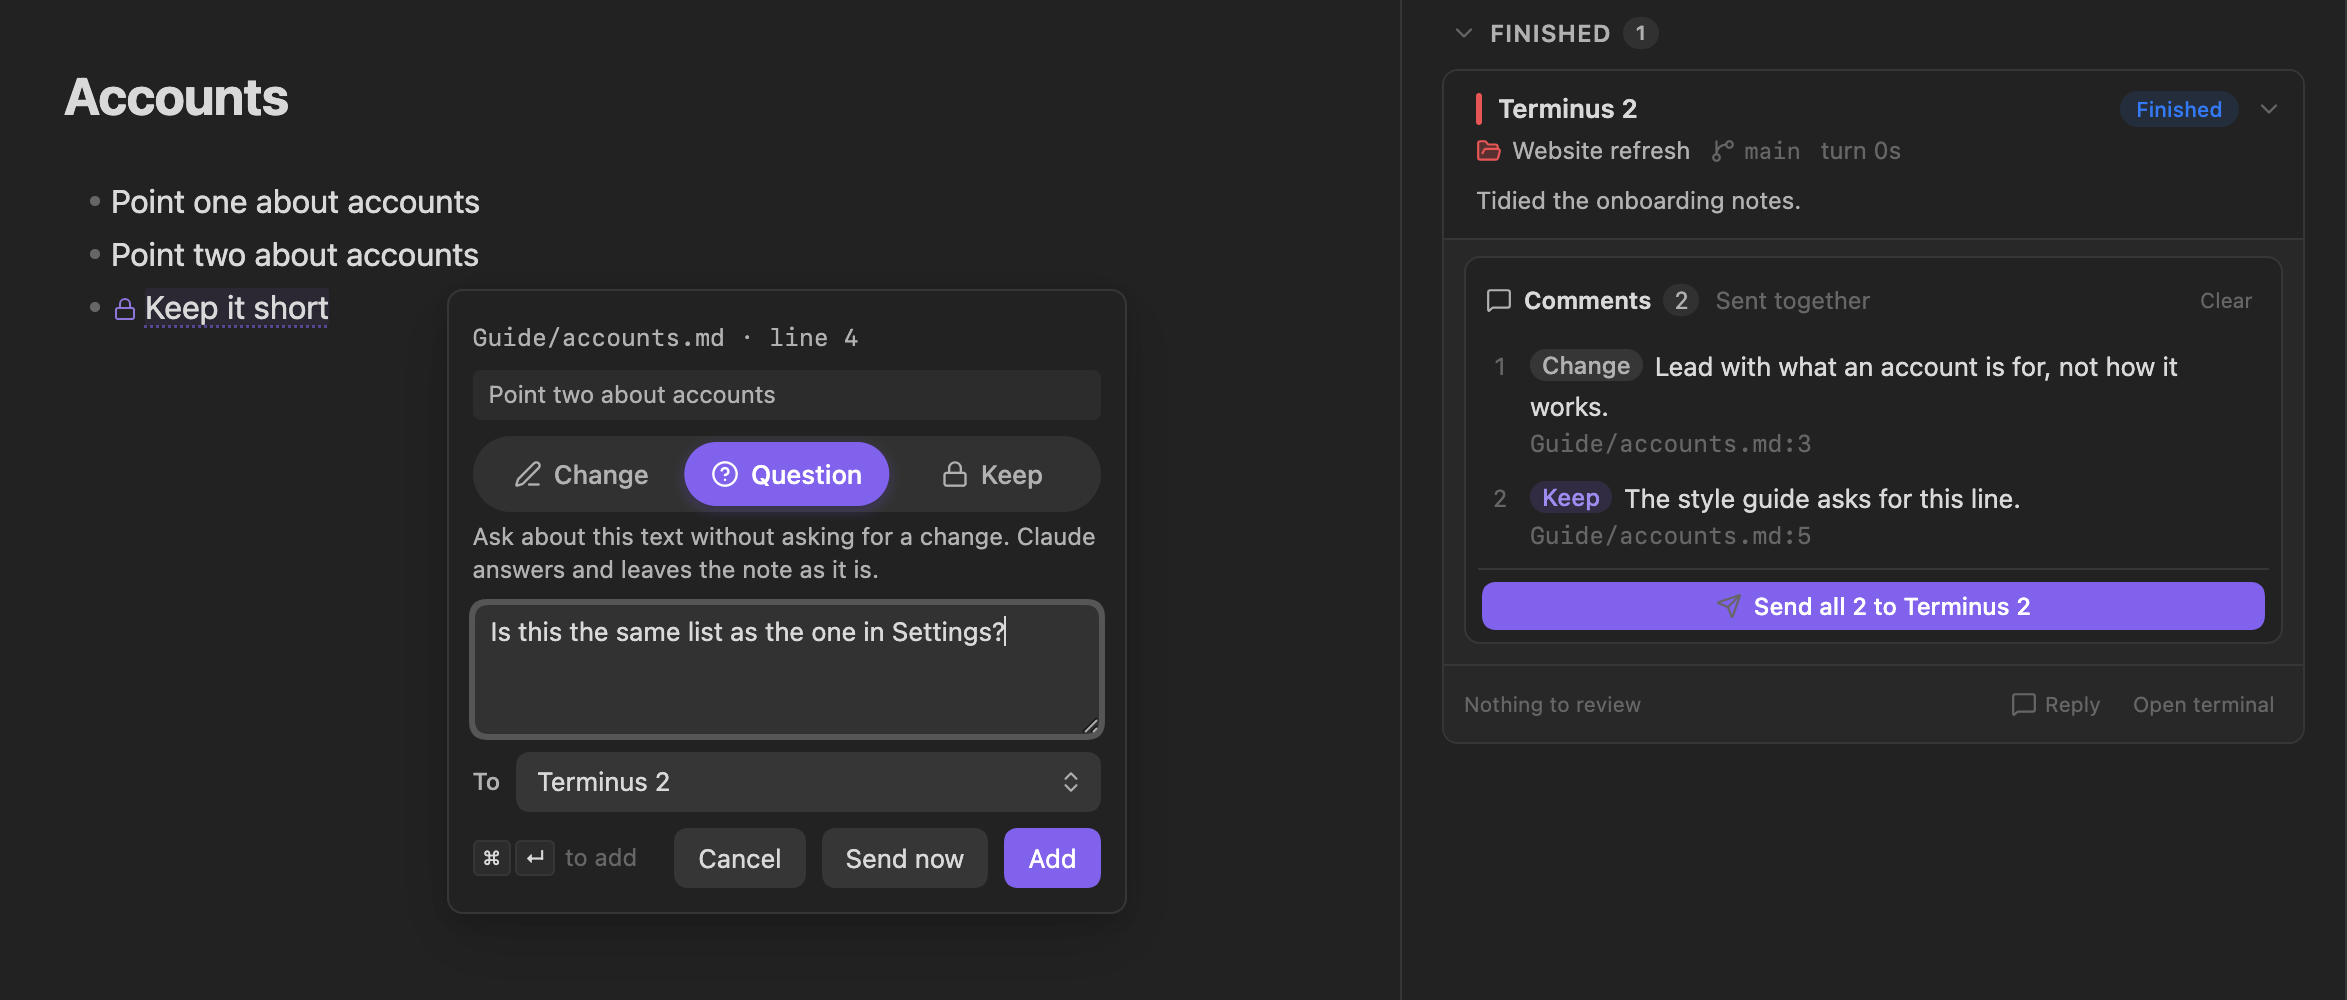 Accounts
Point one about accounts
Point two about accounts
Keep it short
Guide/accounts.md · line 4
Point two about accounts
Change
Question
Keep
Ask about this text without asking for a change. Claude
answers and leaves the note as it is.
Is this the same list as the one in Settings?
To
Terminus 2
⌘ ↵ to add
Cancel
Send now
Add
FINISHED 1
Terminus 2
Finished
Website refresh main turn 0s
Tidied the onboarding notes.
Comments 2 Sent together
Clear
1 Change Lead with what an account is for, not how it
works.
Guide/accounts.md:3
2 Keep The style guide asks for this line.
Guide/accounts.md:5
Send all 2 to Terminus 2
Nothing to review
Reply
Open terminal